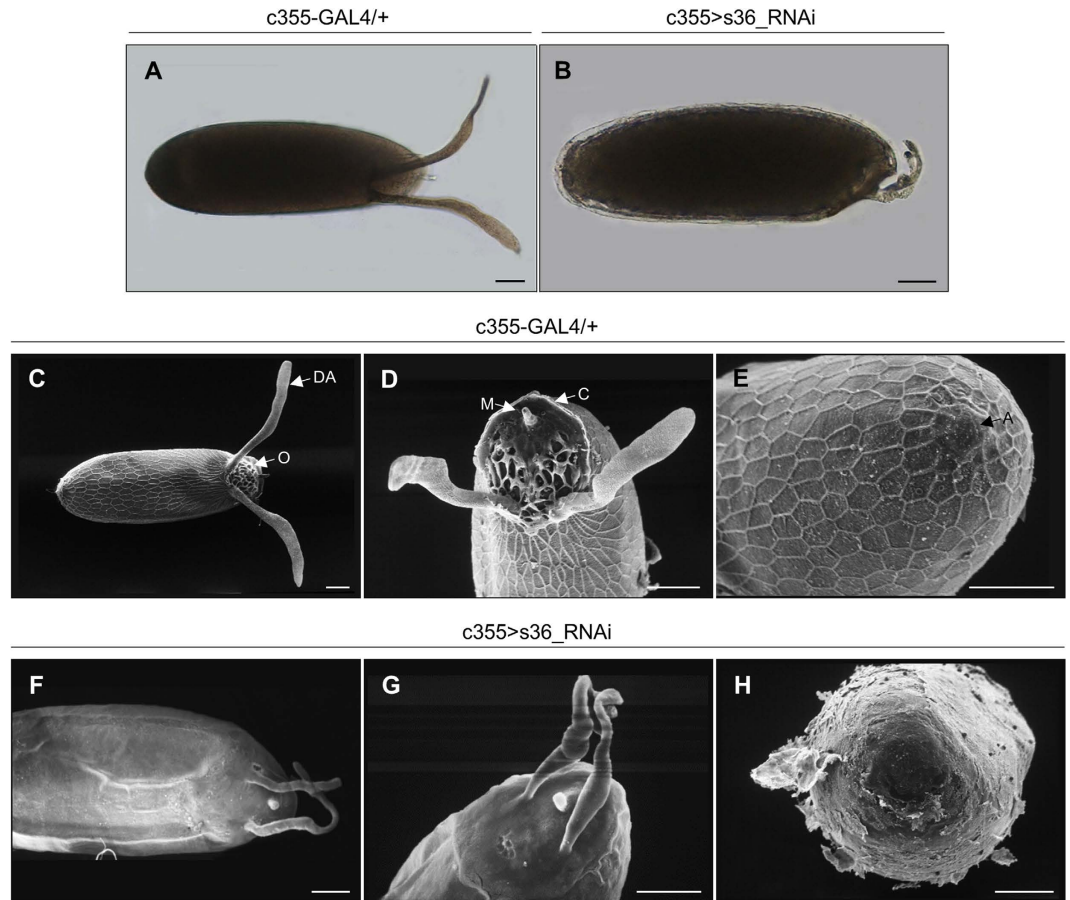 c355-GAL4/+
c355>s36_RNAi
A
B
c355-GAL4/+
C
DA
O
D
M
C
E
A
c355>s36_RNAi
F
G
H